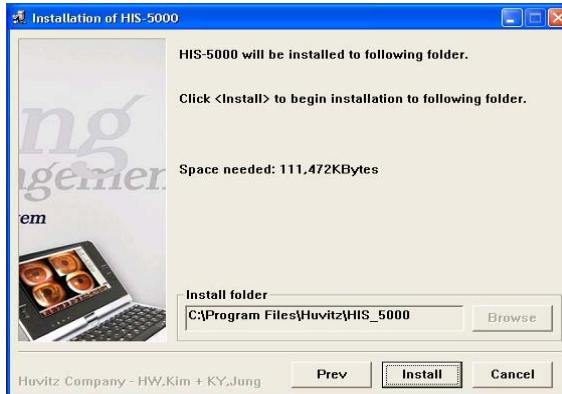 Installation of HIS-5000
HIS-5000 will be installed to following folder.
Click <Install> to begin installation to following folder.
Space needed: 111,472KBytes
em
Install folder
C:\Program Files\Huvitz\HIS_5000
Browse
Huvitz Company - HW,Kim + KY,Jung
Prev
Install
Cancel